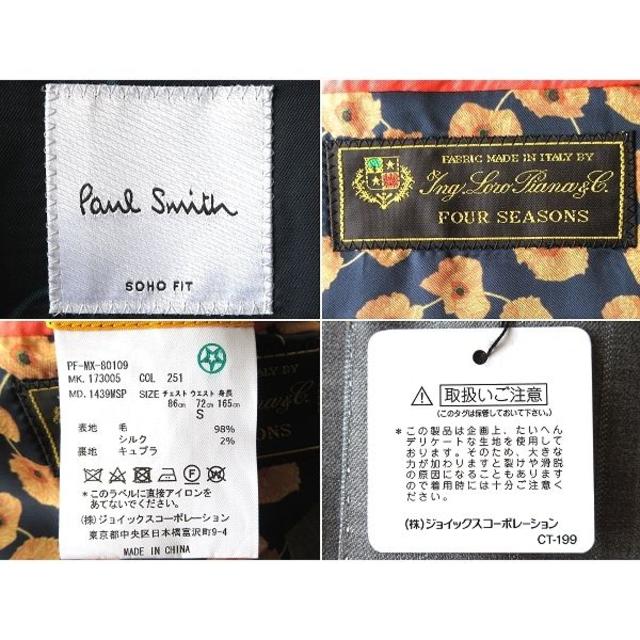 Paul Smith
SOHO FIT
FABRIC MADE IN ITALY BY
Ing. Loro Piana & C.
FOUR SEASONS
PF-MX-80109
MK. 173005 COL 251
MD. 1439MSP SIZE チェスト ウエスト 身長
86cm 72cm 165cm
S
表地 毛 98%
シルク 2%
裏地 キュプラ
*このラベルに直接アイロンを
あてないでください。
(株)ジョイックスコーポレーション
東京都中央区日本橋富沢町9-4
MADE IN CHINA
取扱いご注意
(このタグは保管しておいて下さい。)
*この製品は企画上、たいへん
デリケートな生地を使用して
おります。そのため、大きな
力が加わりますと裂けや滑脱
の原因になることもあります
ので着用時には十分ご注意く
ださい。
(株)ジョイックスコーポレーション
CT-199